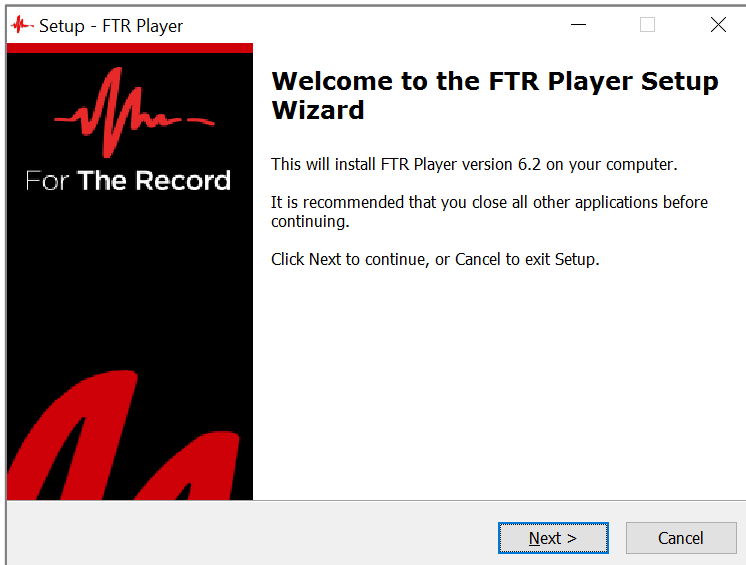 Setup - FTR Player
For The Record
Welcome to the FTR Player Setup
Wizard
This will install FTR Player version 6.2 on your computer.
It is recommended that you close all other applications before
continuing.
Click Next to continue, or Cancel to exit Setup.
Next >
Cancel